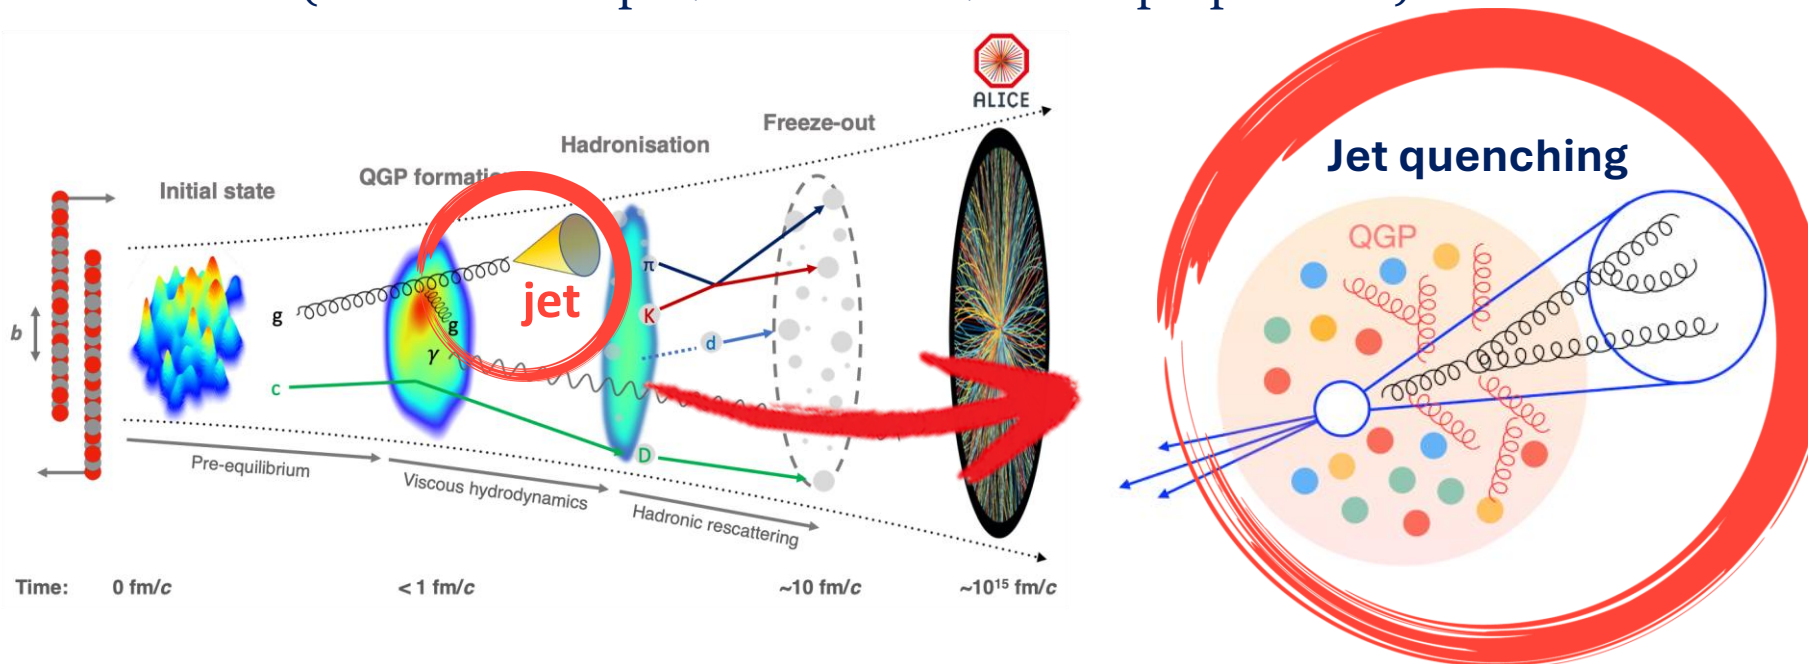 ALICE
Freeze-out
Hadronisation
QGP formatio
Initial state
Jet quenching
QGP
g
jet
g
γ
c
b
π
K
d
D
Pre-equilibrium
Viscous hydrodynamics
Hadronic rescattering
Time: 0 fm/c < 1 fm/c ~10 fm/c ~10¹⁵ fm/c